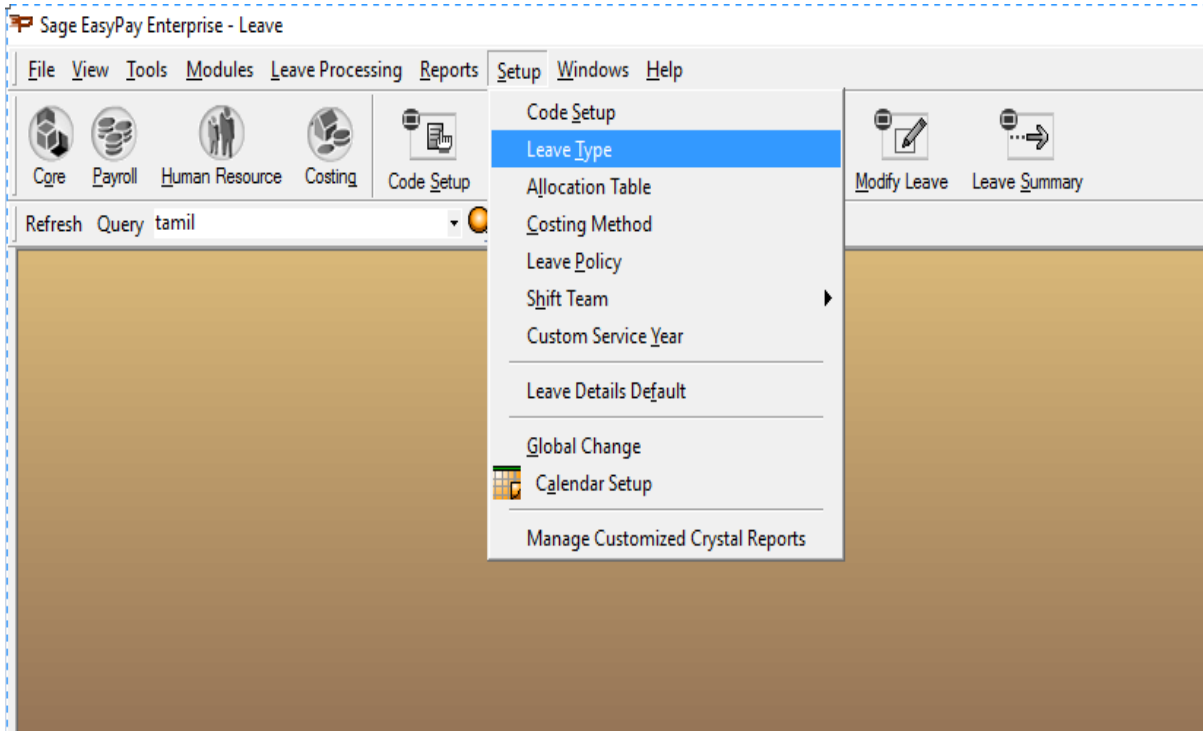 Sage EasyPay Enterprise - Leave
File View Tools Modules Leave Processing Reports Setup Windows Help
Core Payroll Human Resource Costing Code Setup Modify Leave Leave Summary
Refresh Query tamil
Code Setup
Leave Type
Allocation Table
Costing Method
Leave Policy
Shift Team
Custom Service Year
Leave Details Default
Global Change
Calendar Setup
Manage Customized Crystal Reports